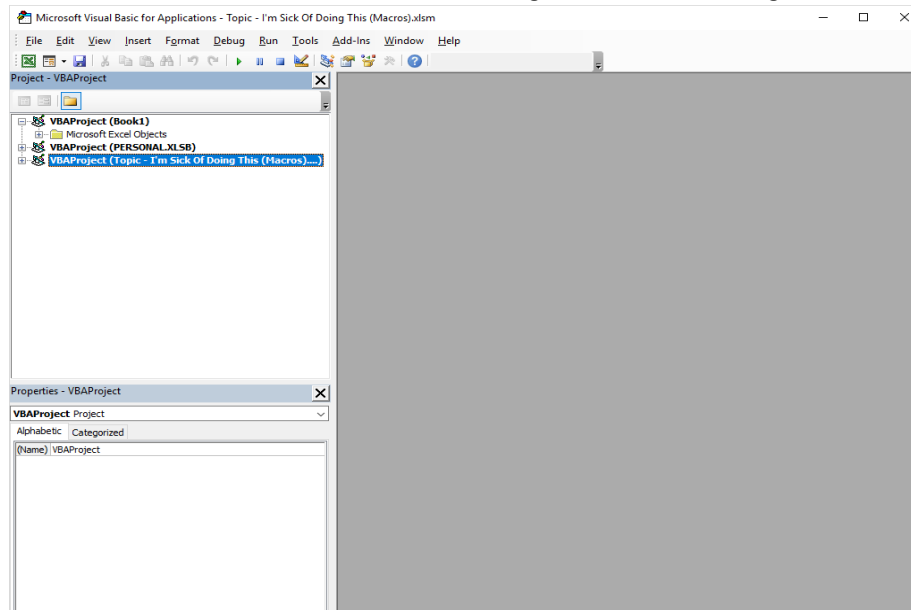 Microsoft Visual Basic for Applications - Topic - I'm Sick Of Doing This (Macros).xlsm
File Edit View Insert Format Debug Run Tools Add-Ins Window Help
Project - VBAProject
VBAProject (Book1)
Microsoft Excel Objects
VBAProject (PERSONAL.XLSB)
VBAProject (Topic - I'm Sick Of Doing This (Macros)....)
Properties - VBAProject
VBAProject Project
Alphabetic Categorized
(Name) VBAProject